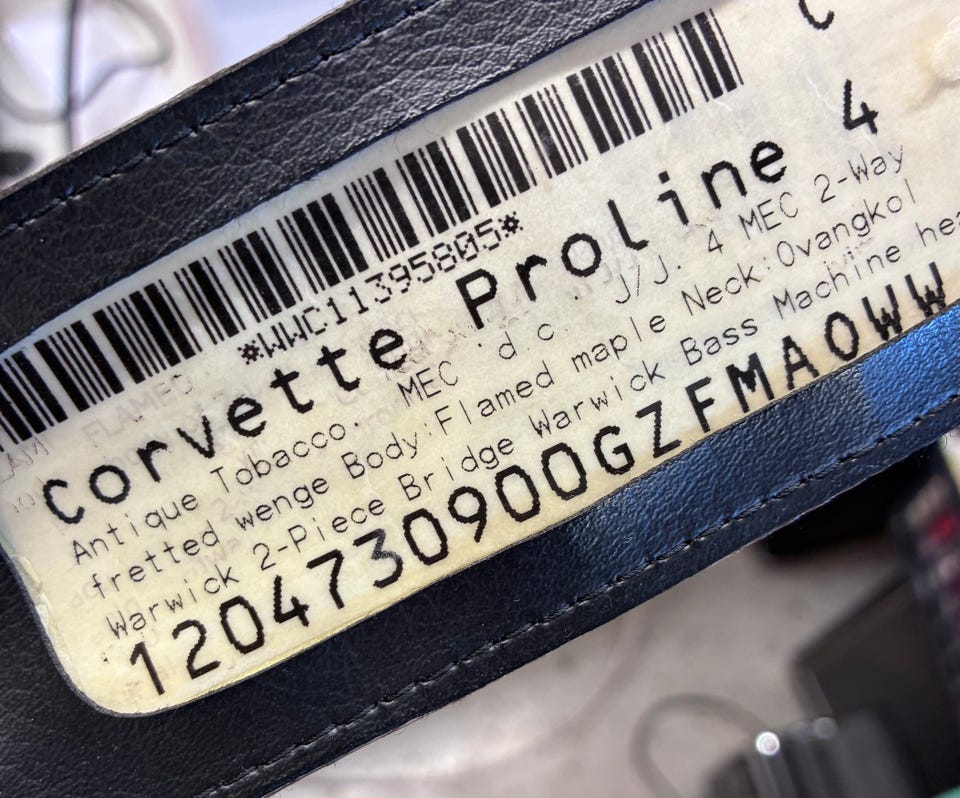 C
*WWC11395805*
Corvette Proline 4
Antique Tobacco. MEC d.c. J/J. 4 MEC 2-Way
fretted wenge Body:Flamed maple Neck:Ovangkol
Warwick 2-Piece Bridge Warwick Bass Machine hea
1204730900GZFMAOWW